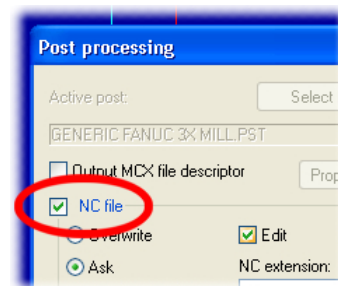 Post processing
Active post: Select
GENERIC FANUC 3X MILL.PST
Output MCX file descriptor Prop
NC file
Overwrite Edit
Ask NC extension: